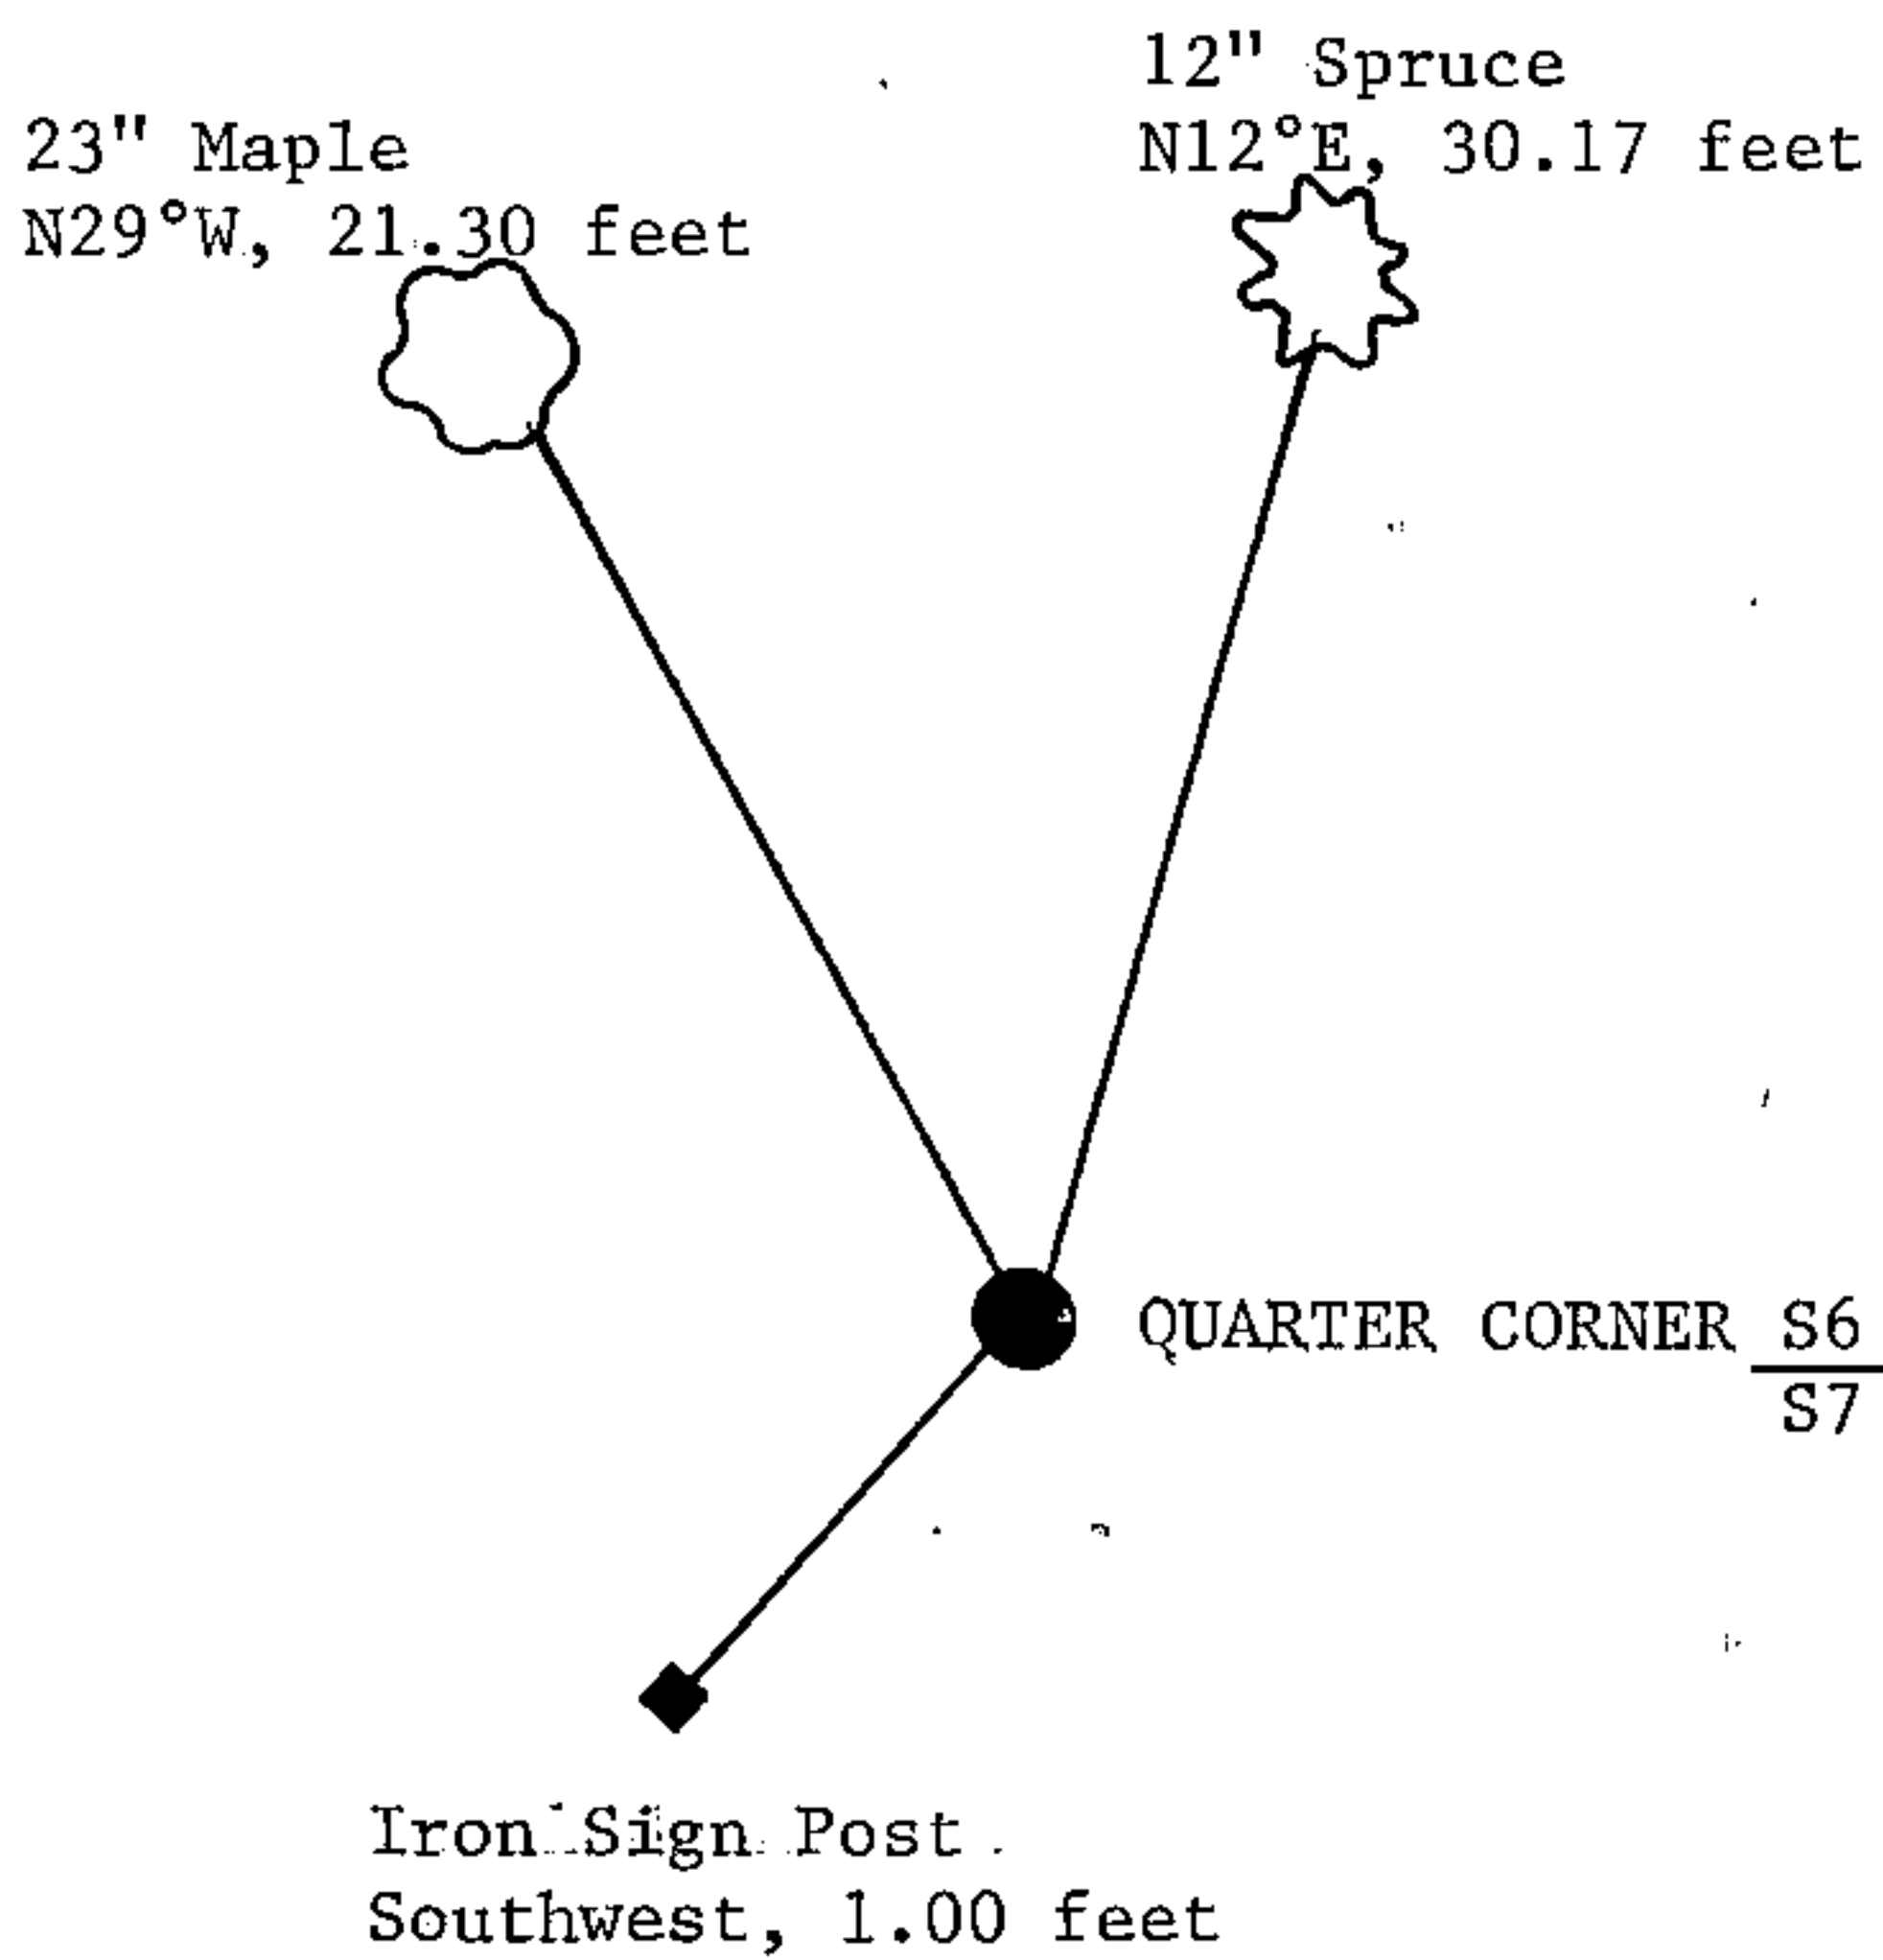 12" Spruce
N12°E, 30.17 feet
23" Maple
N29°W, 21.30 feet
QUARTER CORNER S6
S7
Iron Sign Post
Southwest, 1.00 feet